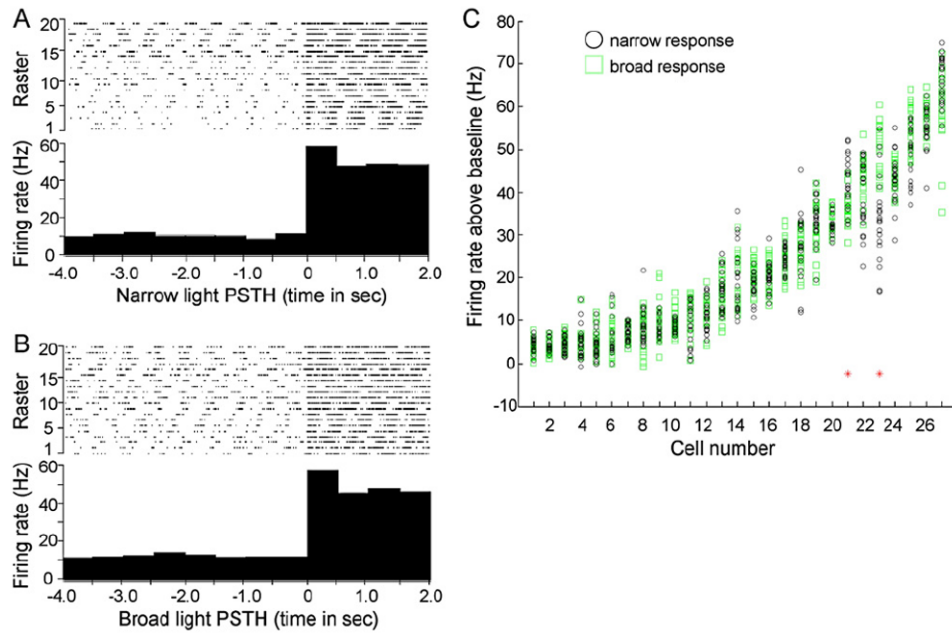 A
Raster
20
15
10
5
1
Firing rate (Hz)
60
40
20
0
-4.0 -3.0 -2.0 -1.0 0 1.0 2.0
Narrow light PSTH (time in sec)
B
Raster
20
15
10
5
1
Firing rate (Hz)
60
40
20
0
-4.0 -3.0 -2.0 -1.0 0 1.0 2.0
Broad light PSTH (time in sec)
C
Firing rate above baseline (Hz)
80
70
60
50
40
30
20
10
0
-10
narrow response
broad response
2 4 6 8 10 12 14 16 18 20 22 24 26
Cell number